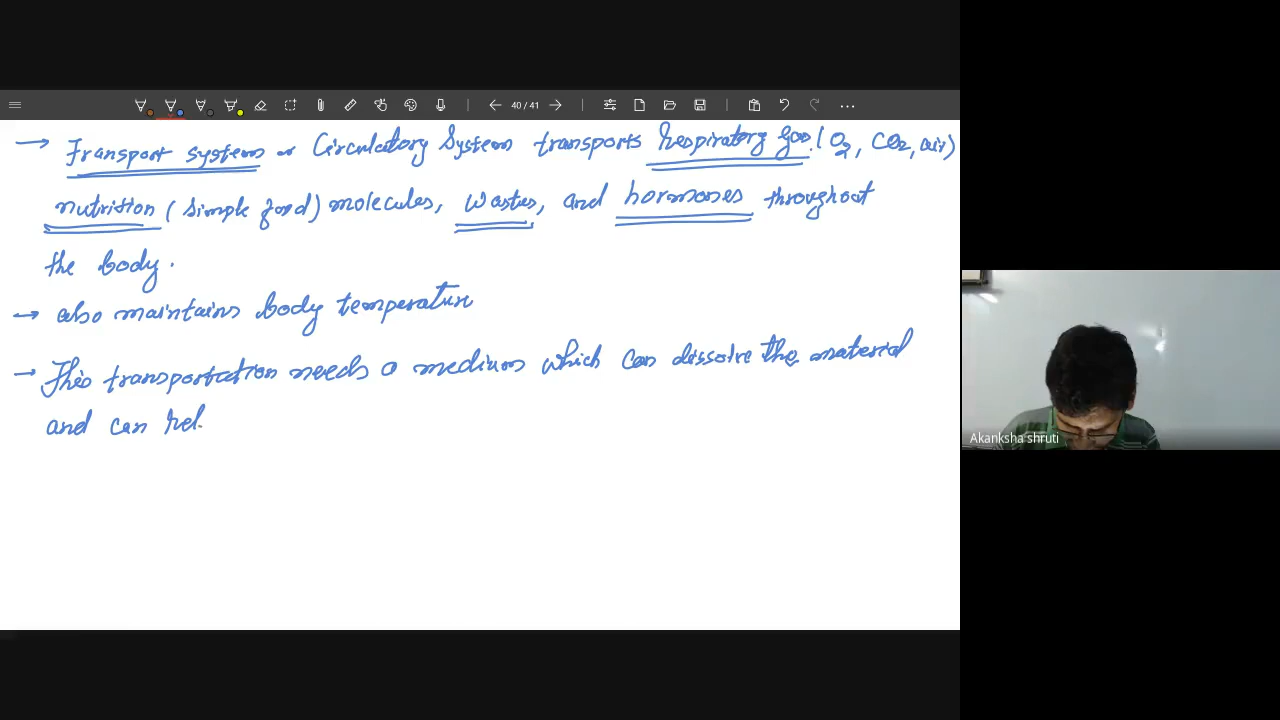 40 / 41
→ Transport system or Circulatory System transports Respiratory gas (O2, CO2, air)
nutrition (simple food) molecules, wastes, and hormones throughout
the body.
→ also maintains body temperature
→ This transportation needs a medium which can dissolve the material
and can rel
Akanksha shruti